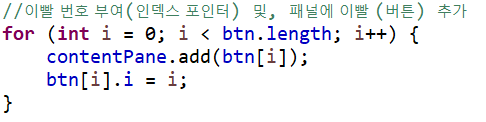 //이빨 번호 부여(인덱스 포인터) 및, 패널에 이빨 (버튼) 추가
for (int i = 0; i < btn.length; i++) {
    contentPane.add(btn[i]);
    btn[i].i = i;
}